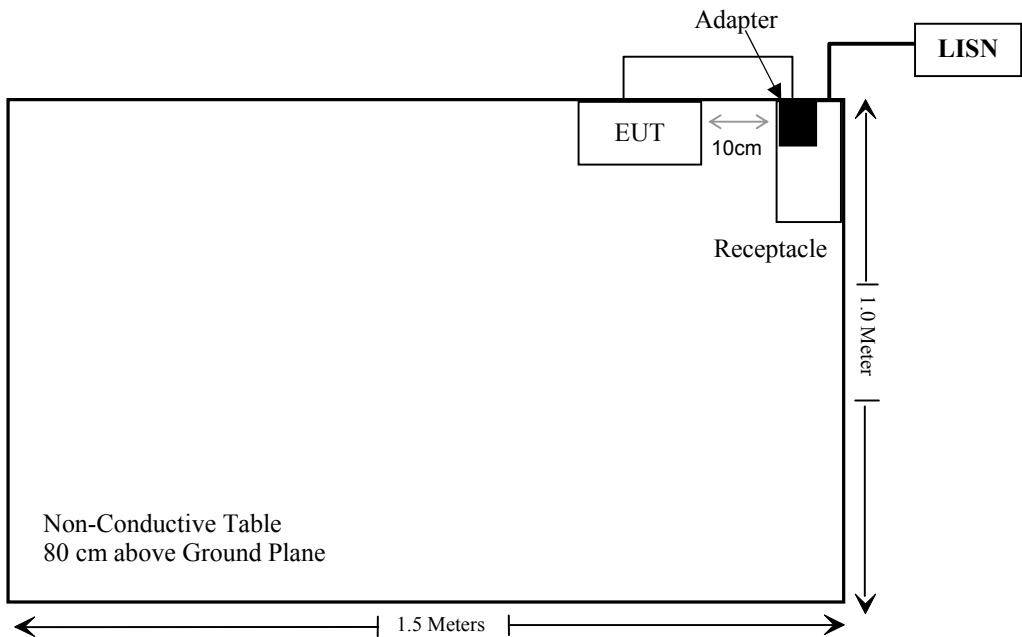 Adapter
LISN
EUT
10cm
Receptacle
1.0 Meter
Non-Conductive Table
80 cm above Ground Plane
1.5 Meters